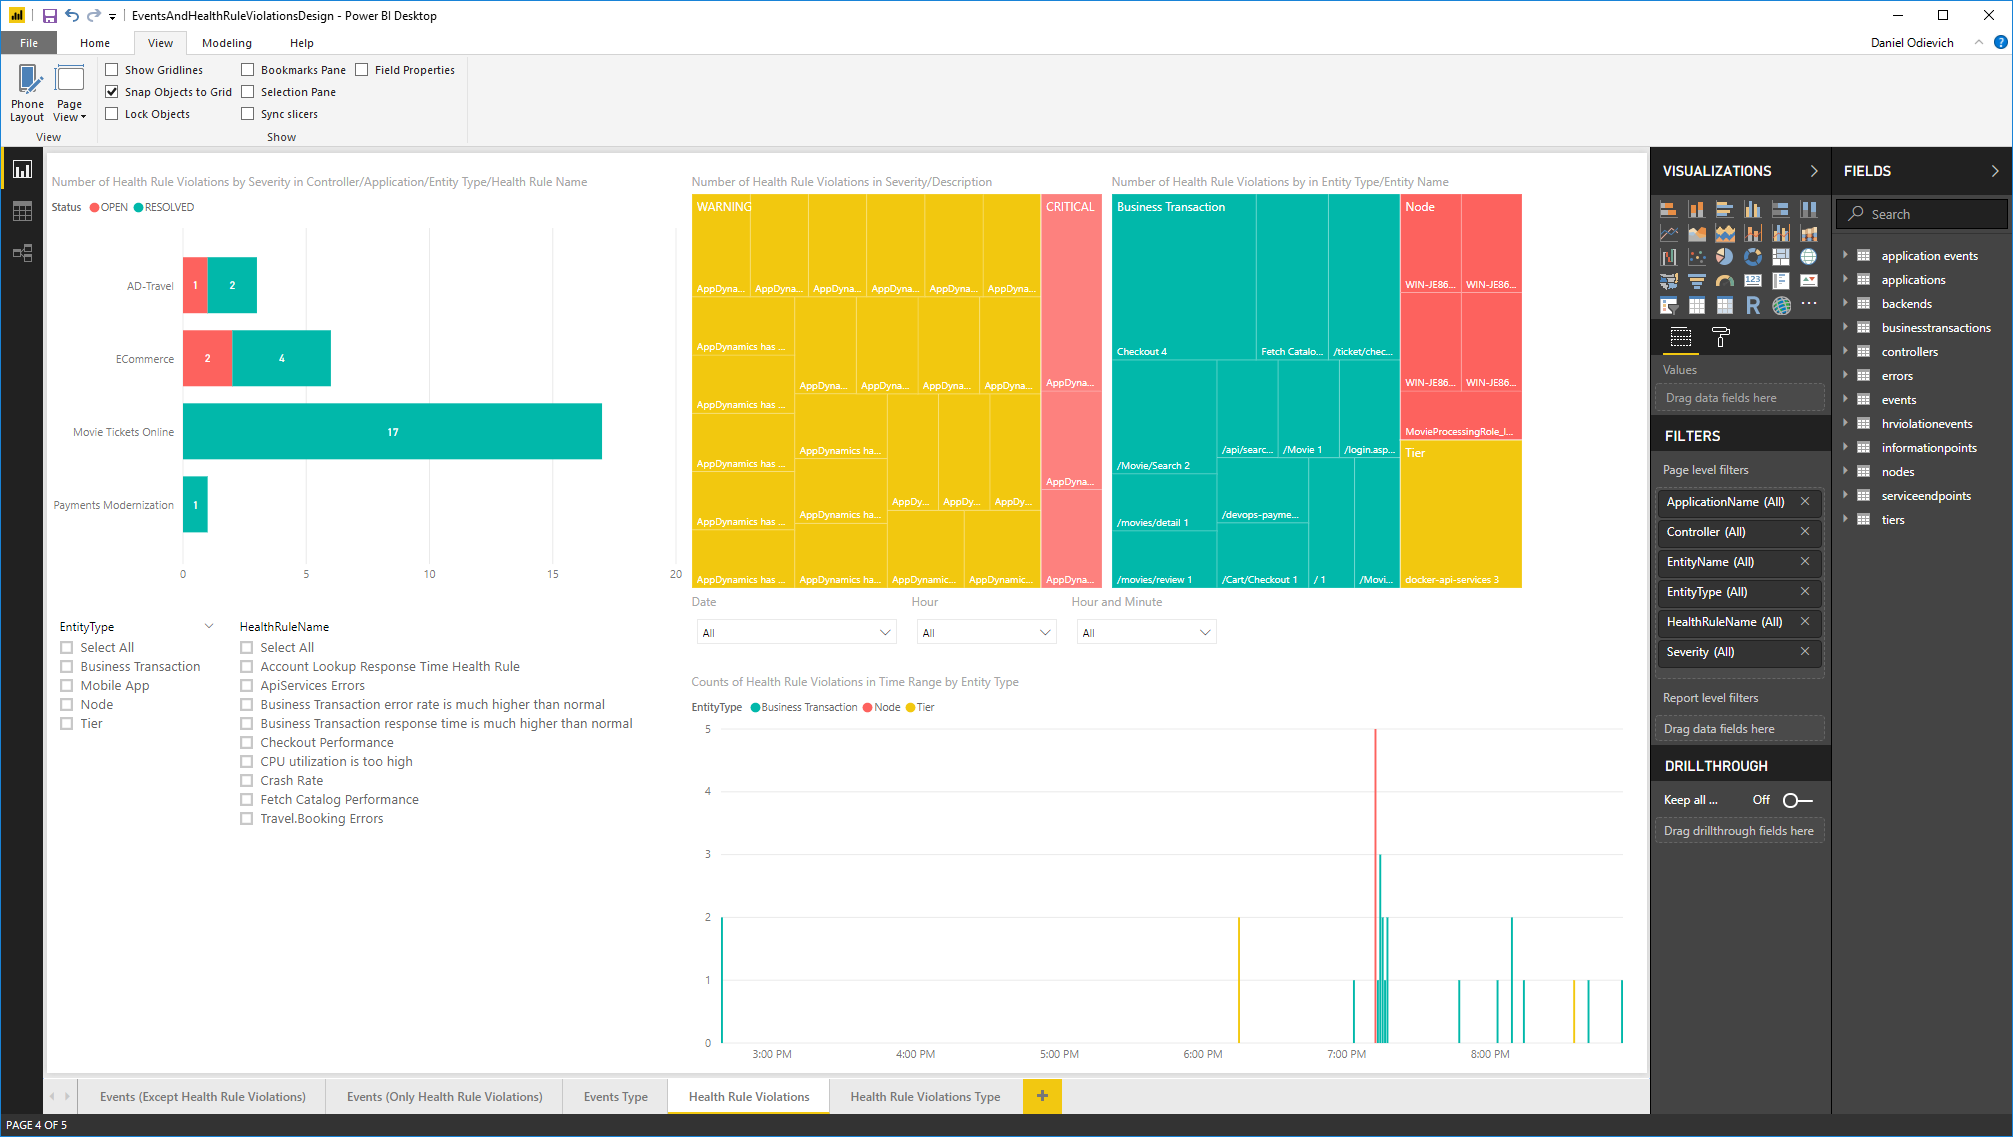 EventsAndHealthRuleViolationsDesign - Power BI Desktop
File Home View Modeling Help
Daniel Odievich
?
Phone Layout
Page View
Show Gridlines
Snap Objects to Grid
Lock Objects
Bookmarks Pane
Selection Pane
Sync slicers
Field Properties
View
Show
Number of Health Rule Violations by Severity in Controller/Application/Entity Type/Health Rule Name
Status OPEN RESOLVED
AD-Travel 1 2
ECommerce 2 4
Movie Tickets Online 17
Payments Modernization 1
0 5 10 15 20
Number of Health Rule Violations in Severity/Description
WARNING
CRITICAL
AppDyna... AppDyna... AppDyna... AppDyna... AppDyna... AppDyna...
AppDynamics has ...
AppDyna... AppDyna... AppDyna... AppDyna... AppDyna...
AppDynamics has ...
AppDynamics ha...
AppDynamics has ...
AppDyna...
AppDy... AppDy... AppDy...
AppDynamics has ... AppDynamics ha...
AppDynamics has ... AppDynamics ha... AppDynamic... AppDynamic... AppDyna...
Number of Health Rule Violations by in Entity Type/Entity Name
Business Transaction
Node
WIN-JE86... WIN-JE86...
Checkout 4 Fetch Catalo... /ticket/chec...
WIN-JE86... WIN-JE86...
MovieProcessingRole_I...
/Movie/Search 2 /api/searc... /Movie 1 /login.asp...
Tier
/movies/detail 1 /devops-payme...
/movies/review 1 /Cart/Checkout 1 / 1 /Movi... docker-api-services 3
Date Hour Hour and Minute
All All All
EntityType
Select All
Business Transaction
Mobile App
Node
Tier
HealthRuleName
Select All
Account Lookup Response Time Health Rule
ApiServices Errors
Business Transaction error rate is much higher than normal
Business Transaction response time is much higher than normal
Checkout Performance
CPU utilization is too high
Crash Rate
Fetch Catalog Performance
Travel.Booking Errors
Counts of Health Rule Violations in Time Range by Entity Type
EntityType Business Transaction Node Tier
5
4
3
2
1
0
3:00 PM 4:00 PM 5:00 PM 6:00 PM 7:00 PM 8:00 PM
VISUALIZATIONS
123
R
Values
Drag data fields here
FILTERS
Page level filters
ApplicationName (All)
Controller (All)
EntityName (All)
EntityType (All)
HealthRuleName (All)
Severity (All)
Report level filters
Drag data fields here
DRILLTHROUGH
Keep all ... Off
Drag drillthrough fields here
FIELDS
Search
application events
applications
backends
businesstransactions
controllers
errors
events
hrviolationevents
informationpoints
nodes
serviceendpoints
tiers
Events (Except Health Rule Violations) Events (Only Health Rule Violations) Events Type Health Rule Violations Health Rule Violations Type +
PAGE 4 OF 5